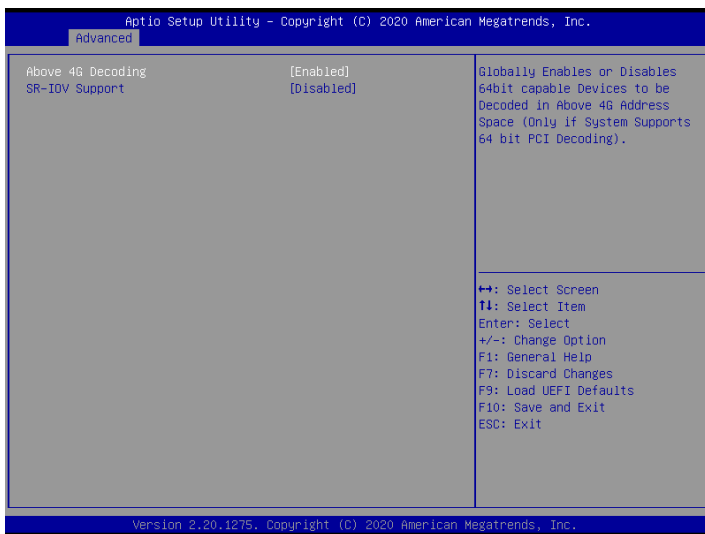 Aptio Setup Utility – Copyright (C) 2020 American Megatrends, Inc.
Advanced
Above 4G Decoding [Enabled]
SR-IOV Support [Disabled]
Globally Enables or Disables
64bit capable Devices to be
Decoded in Above 4G Address
Space (Only if System Supports
64 bit PCI Decoding).
↔: Select Screen
↑↓: Select Item
Enter: Select
+/-: Change Option
F1: General Help
F7: Discard Changes
F9: Load UEFI Defaults
F10: Save and Exit
ESC: Exit
Version 2.20.1275. Copyright (C) 2020 American Megatrends, Inc.